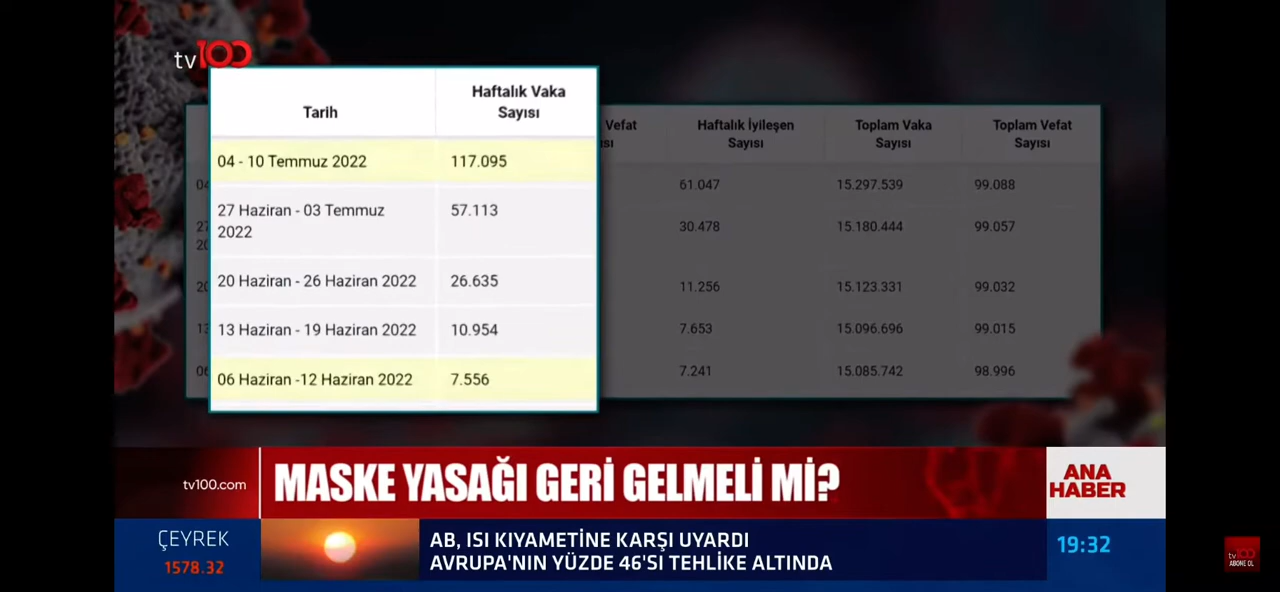 tv100
Tarih
Haftalık Vaka
Sayısı
Vefat
Haftalık İyileşen
Sayısı
Toplam Vaka
Sayısı
Toplam Vefat
Sayısı
04 - 10 Temmuz 2022 117.095
61.047 15.297.539 99.088
27 Haziran - 03 Temmuz 57.113
2022
30.478 15.180.444 99.057
20 Haziran - 26 Haziran 2022 26.635
11.256 15.123.331 99.032
13 Haziran - 19 Haziran 2022 10.954
7.653 15.096.696 99.015
06 Haziran -12 Haziran 2022 7.556
7.241 15.085.742 98.996
tv100.com
MASKE YASAĞI GERİ GELMELİ Mİ?
ANA
HABER
ÇEYREK
1578.32
AB, ISI KIYAMETİNE KARŞI UYARDI
AVRUPA'NIN YÜZDE 46'SI TEHLİKE ALTINDA
19:32
tv100
ABONE OL